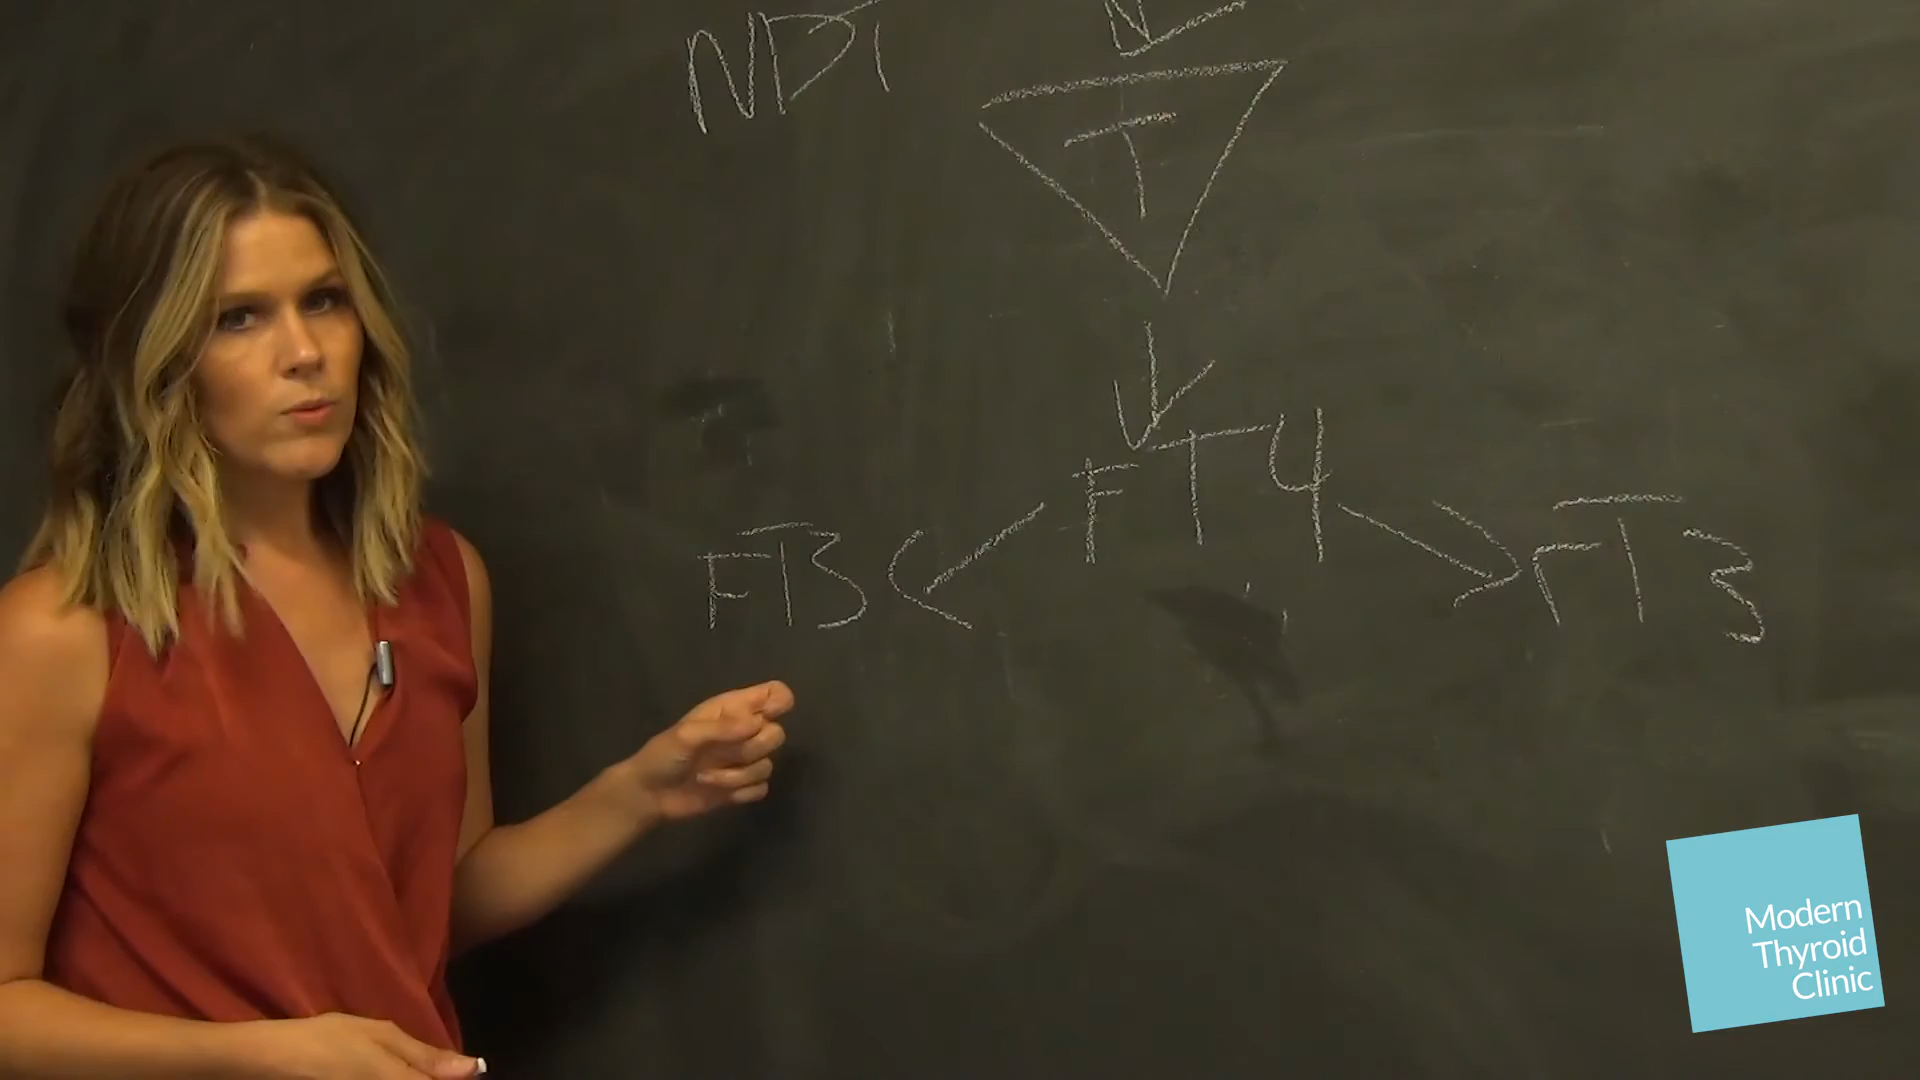 NDT
T
FT4
FT3
FT3
Modern
Thyroid
Clinic